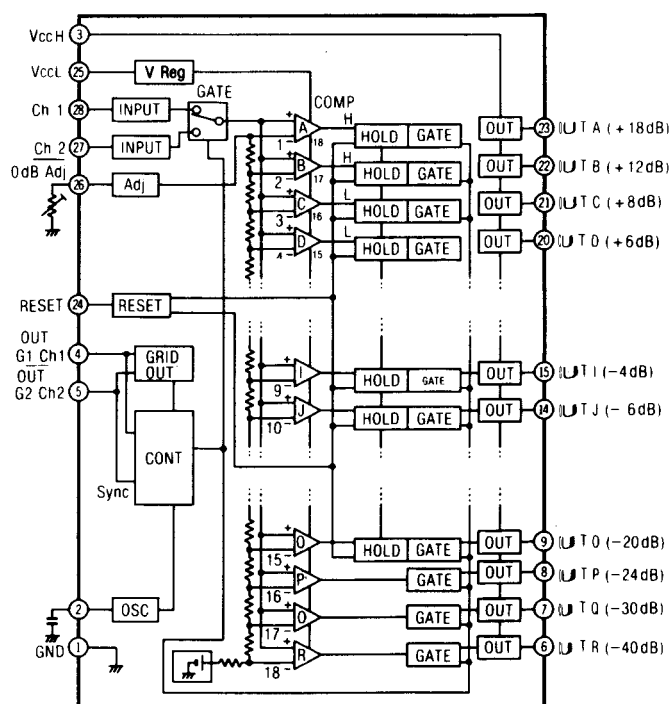 VccH 3
VccL 25 V Reg
GATE
Ch 1 28 INPUT
COMP
Ch 2 27 INPUT
0dB Adj 26 Adj
+ A 1 − 18 H HOLD GATE OUT 23 OUT A (+18dB)
+ B 2 − 17 H HOLD GATE OUT 22 OUT B (+12dB)
+ C 3 − 16 L HOLD GATE OUT 21 OUT C (+8dB)
+ D 4 − 15 L HOLD GATE OUT 20 OUT D (+6dB)
RESET 24 RESET
OUT
G1 Ch1 4 GRID OUT
OUT
G2 Ch2 5
+ I 9 − HOLD GATE OUT 15 OUT I (−4dB)
+ J 10 − HOLD GATE OUT 14 OUT J (−6dB)
CONT
Sync
+ O 15 − HOLD GATE OUT 9 OUT O (−20dB)
+ P 16 − GATE OUT 8 OUT P (−24dB)
2 OSC
+ Q 17 − GATE OUT 7 OUT Q (−30dB)
GND 1
+ R 18 − GATE OUT 6 OUT R (−40dB)